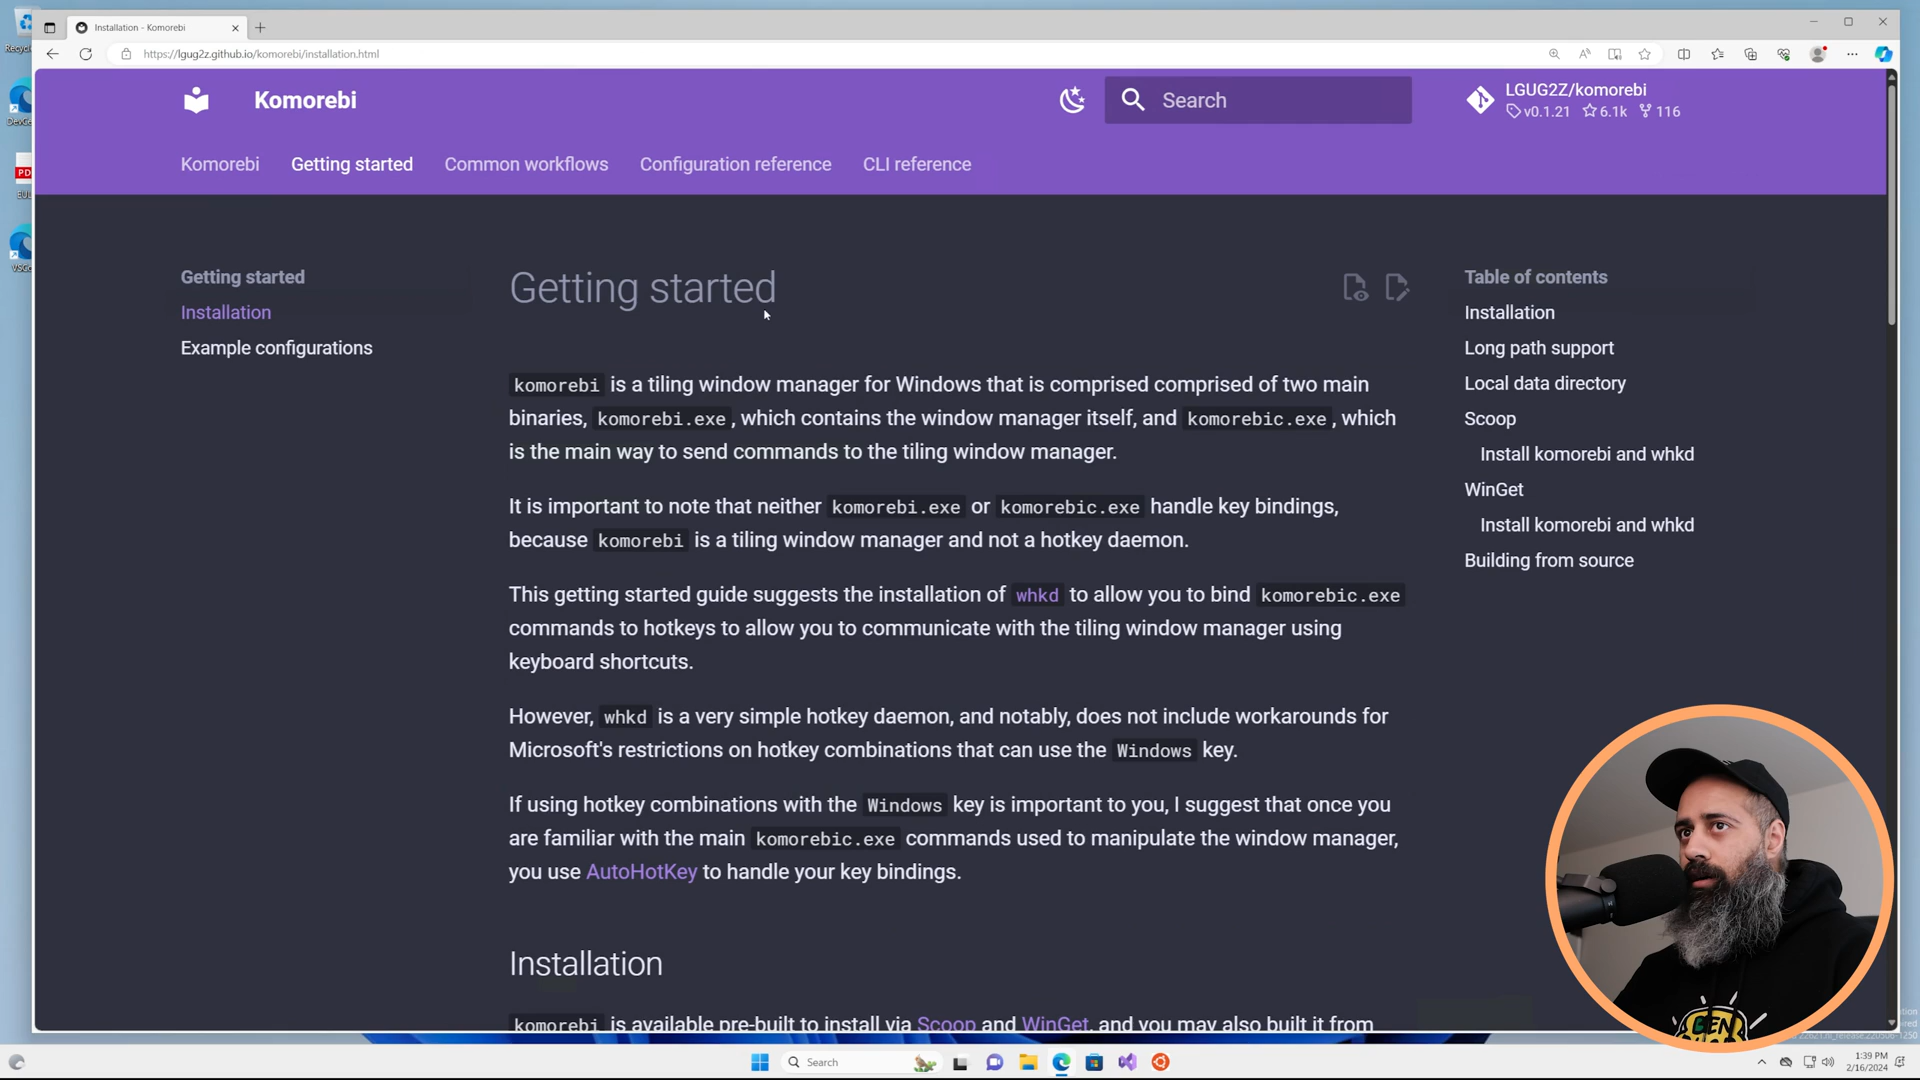 Installation - Komorebi
https://lgug2z.github.io/komorebi/installation.html
Komorebi
Search
LGUG2Z/komorebi
v0.1.21 6.1k 116
Komorebi Getting started Common workflows Configuration reference CLI reference
Getting started
Installation
Example configurations
Getting started
komorebi is a tiling window manager for Windows that is comprised comprised of two main
binaries, komorebi.exe, which contains the window manager itself, and komorebic.exe, which
is the main way to send commands to the tiling window manager.
It is important to note that neither komorebi.exe or komorebic.exe handle key bindings,
because komorebi is a tiling window manager and not a hotkey daemon.
This getting started guide suggests the installation of whkd to allow you to bind komorebic.exe
commands to hotkeys to allow you to communicate with the tiling window manager using
keyboard shortcuts.
However, whkd is a very simple hotkey daemon, and notably, does not include workarounds for
Microsoft's restrictions on hotkey combinations that can use the Windows key.
If using hotkey combinations with the Windows key is important to you, I suggest that once you
are familiar with the main komorebic.exe commands used to manipulate the window manager,
you use AutoHotKey to handle your key bindings.
Installation
komorebi is available pre-built to install via Scoop and WinGet, and you may also built it from
Table of contents
Installation
Long path support
Local data directory
Scoop
Install komorebi and whkd
WinGet
Install komorebi and whkd
Building from source
Search
1:39 PM
2/16/2024